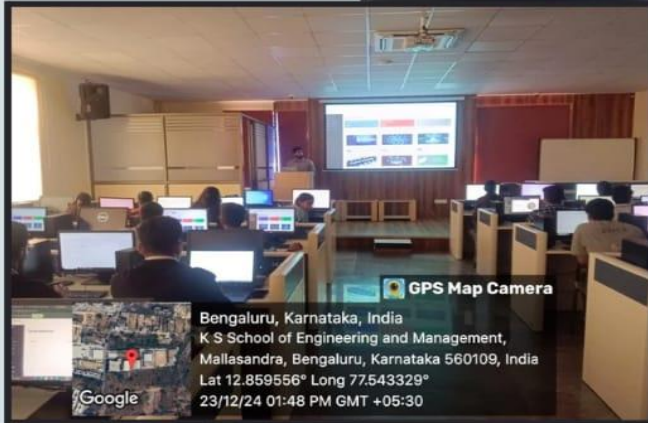 GPS Map Camera
Bengaluru, Karnataka, India
K S School of Engineering and Management,
Mallasandra, Bengaluru, Karnataka 560109, India
Lat 12.859556° Long 77.543329°
23/12/24 01:48 PM GMT +05:30
Google